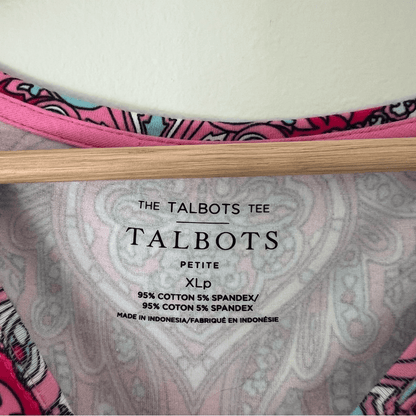 THE TALBOTS TEE
TALBOTS
PETITE
XLp
95% COTTON 5% SPANDEX/
95% COTTON 5% SPANDEX
MADE IN INDONESIA/FABRIQUÉ EN INDONÉSIE